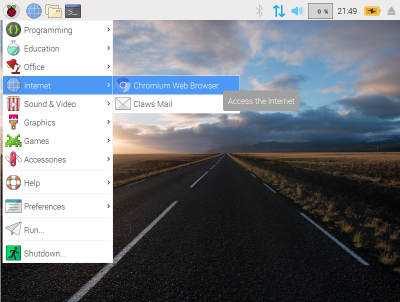 0 %
21:49
Programming
Education
Office
Internet
Chromium Web Browser
Access the Internet
Sound & Video
Claws Mail
Graphics
Games
Accessories
Help
Preferences
Run...
Shutdown...